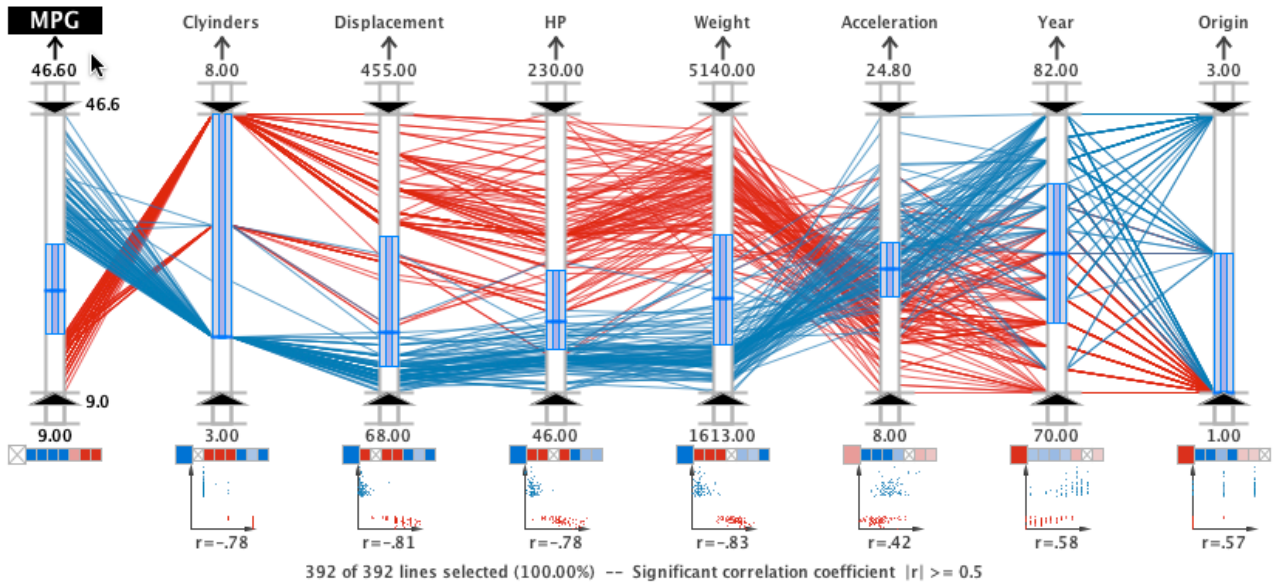 MPG Clyinders Displacement HP Weight Acceleration Year Origin
46.60 8.00 455.00 230.00 5140.00 24.80 82.00 3.00
46.6
9.0
9.00 3.00 68.00 46.00 1613.00 8.00 70.00 1.00
r=-.78 r=-.81 r=-.78 r=-.83 r=.42 r=.58 r=.57
392 of 392 lines selected (100.00%) -- Significant correlation coefficient |r| >= 0.5